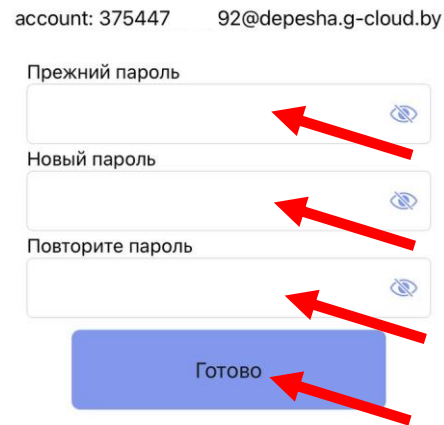 account: 375447 92@depesha.g-cloud.by
Прежний пароль
Новый пароль
Повторите пароль
Готово